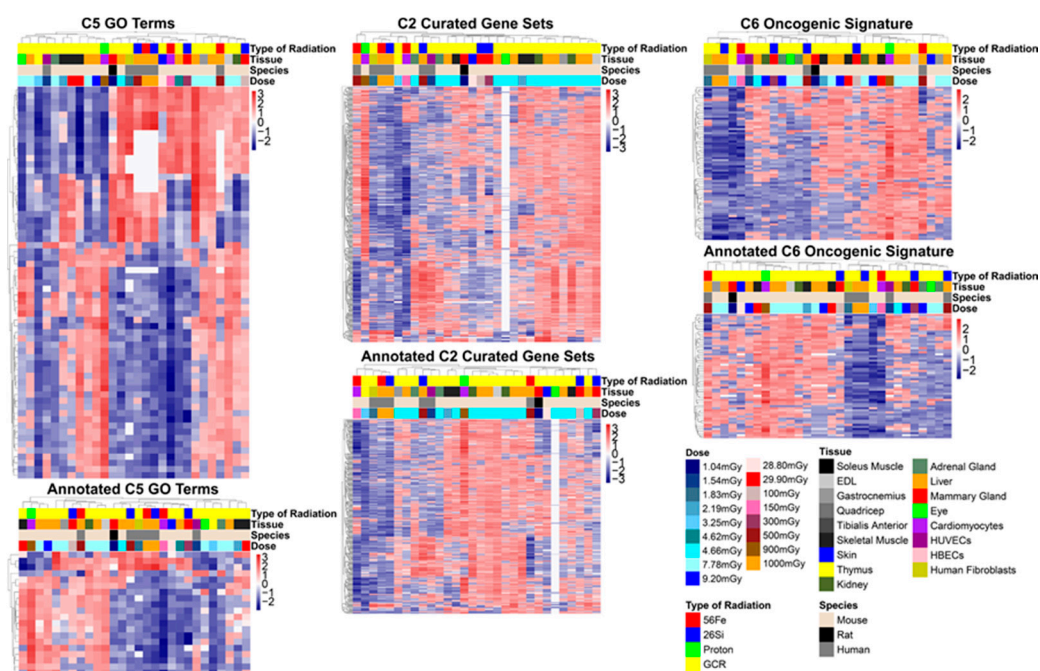 C5 GO Terms
Type of Radiation
Tissue
Species
Dose
3
2
1
0
−1
−2
Annotated C5 GO Terms
Type of Radiation
Tissue
Species
Dose
3
2
1
0
−1
−2
C2 Curated Gene Sets
Type of Radiation
Tissue
Species
Dose
3
2
1
0
−1
−2
−3
Annotated C2 Curated Gene Sets
Type of Radiation
Tissue
Species
Dose
3
2
1
0
−1
−2
−3
C6 Oncogenic Signature
Type of Radiation
Tissue
Species
Dose
2
1
0
−1
−2
Annotated C6 Oncogenic Signature
Type of Radiation
Tissue
Species
Dose
2
1
0
−1
−2
Dose
1.04mGy
1.54mGy
1.83mGy
2.19mGy
3.25mGy
4.62mGy
4.66mGy
7.78mGy
9.20mGy
28.80mGy
29.90mGy
100mGy
150mGy
300mGy
500mGy
900mGy
1000mGy
Tissue
Soleus Muscle
EDL
Gastrocnemius
Quadricep
Tibialis Anterior
Skeletal Muscle
Skin
Thymus
Kidney
Adrenal Gland
Liver
Mammary Gland
Eye
Cardiomyocytes
HUVECs
HBECs
Human Fibroblasts
Type of Radiation
56Fe
26Si
Proton
GCR
Species
Mouse
Rat
Human